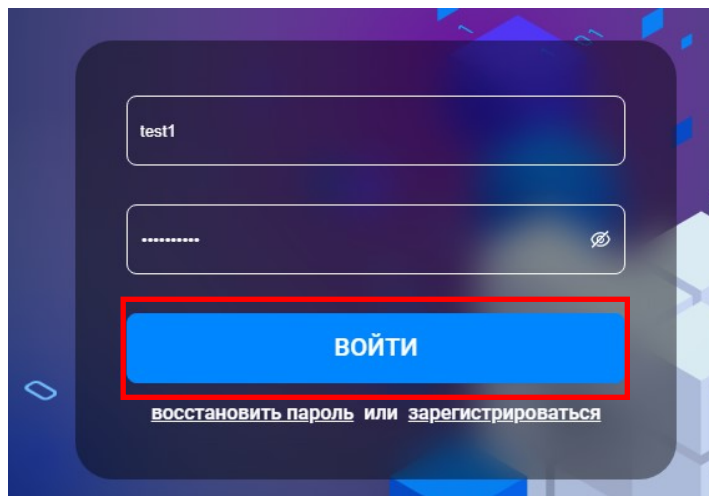 test1
••••••••••
ВОЙТИ
восстановить пароль или зарегистрироваться